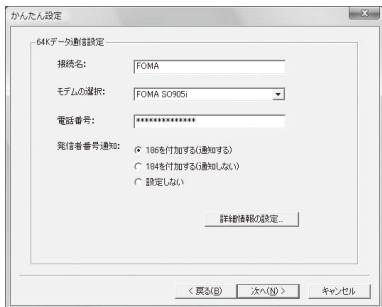 かんたん設定
64Kデータ通信設定
接続名: FOMA
モデムの選択: FOMA SO905i
電話番号: **************
発信者番号通知: 186を付加する(通知する)
184を付加する(通知しない)
設定しない
詳細情報の設定...
< 戻る(B) 次へ(N) > キャンセル